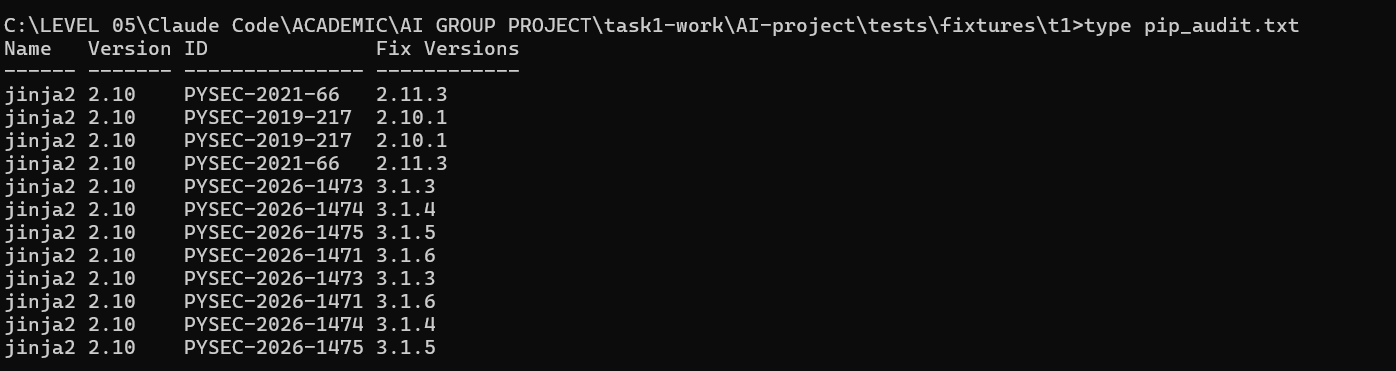 C:\LEVEL 05\Claude Code\ACADEMIC\AI GROUP PROJECT\task1-work\AI-project\tests\fixtures\t1>type pip_audit.txt
Name   Version ID              Fix Versions
------ ------- --------------- ------------
jinja2 2.10    PYSEC-2021-66   2.11.3
jinja2 2.10    PYSEC-2019-217  2.10.1
jinja2 2.10    PYSEC-2019-217  2.10.1
jinja2 2.10    PYSEC-2021-66   2.11.3
jinja2 2.10    PYSEC-2026-1473 3.1.3
jinja2 2.10    PYSEC-2026-1474 3.1.4
jinja2 2.10    PYSEC-2026-1475 3.1.5
jinja2 2.10    PYSEC-2026-1471 3.1.6
jinja2 2.10    PYSEC-2026-1473 3.1.3
jinja2 2.10    PYSEC-2026-1471 3.1.6
jinja2 2.10    PYSEC-2026-1474 3.1.4
jinja2 2.10    PYSEC-2026-1475 3.1.5